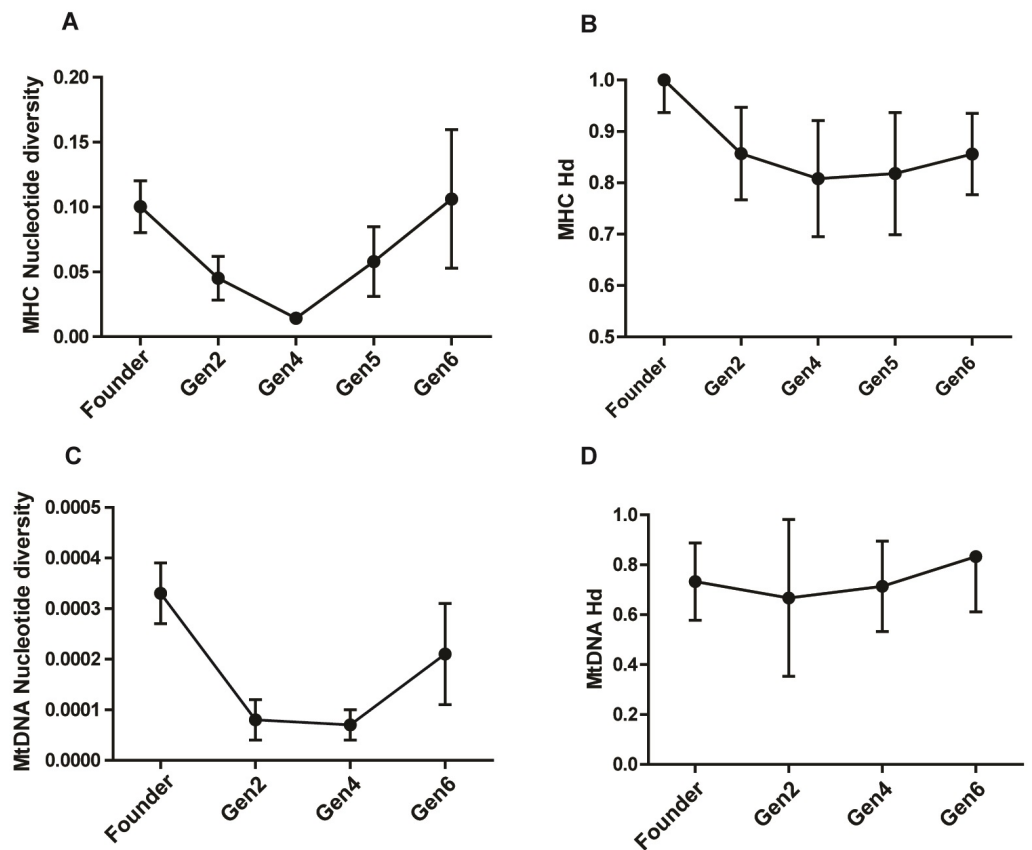 A
MHC Nucleotide diversity
0.20
0.15
0.10
0.05
0.00
Founder
Gen2
Gen4
Gen5
Gen6
B
MHC Hd
1.0
0.9
0.8
0.7
0.6
0.5
Founder
Gen2
Gen4
Gen5
Gen6
C
MtDNA Nucleotide diversity
0.0005
0.0004
0.0003
0.0002
0.0001
0.0000
Founder
Gen2
Gen4
Gen6
D
MtDNA Hd
1.0
0.8
0.6
0.4
0.2
0.0
Founder
Gen2
Gen4
Gen6